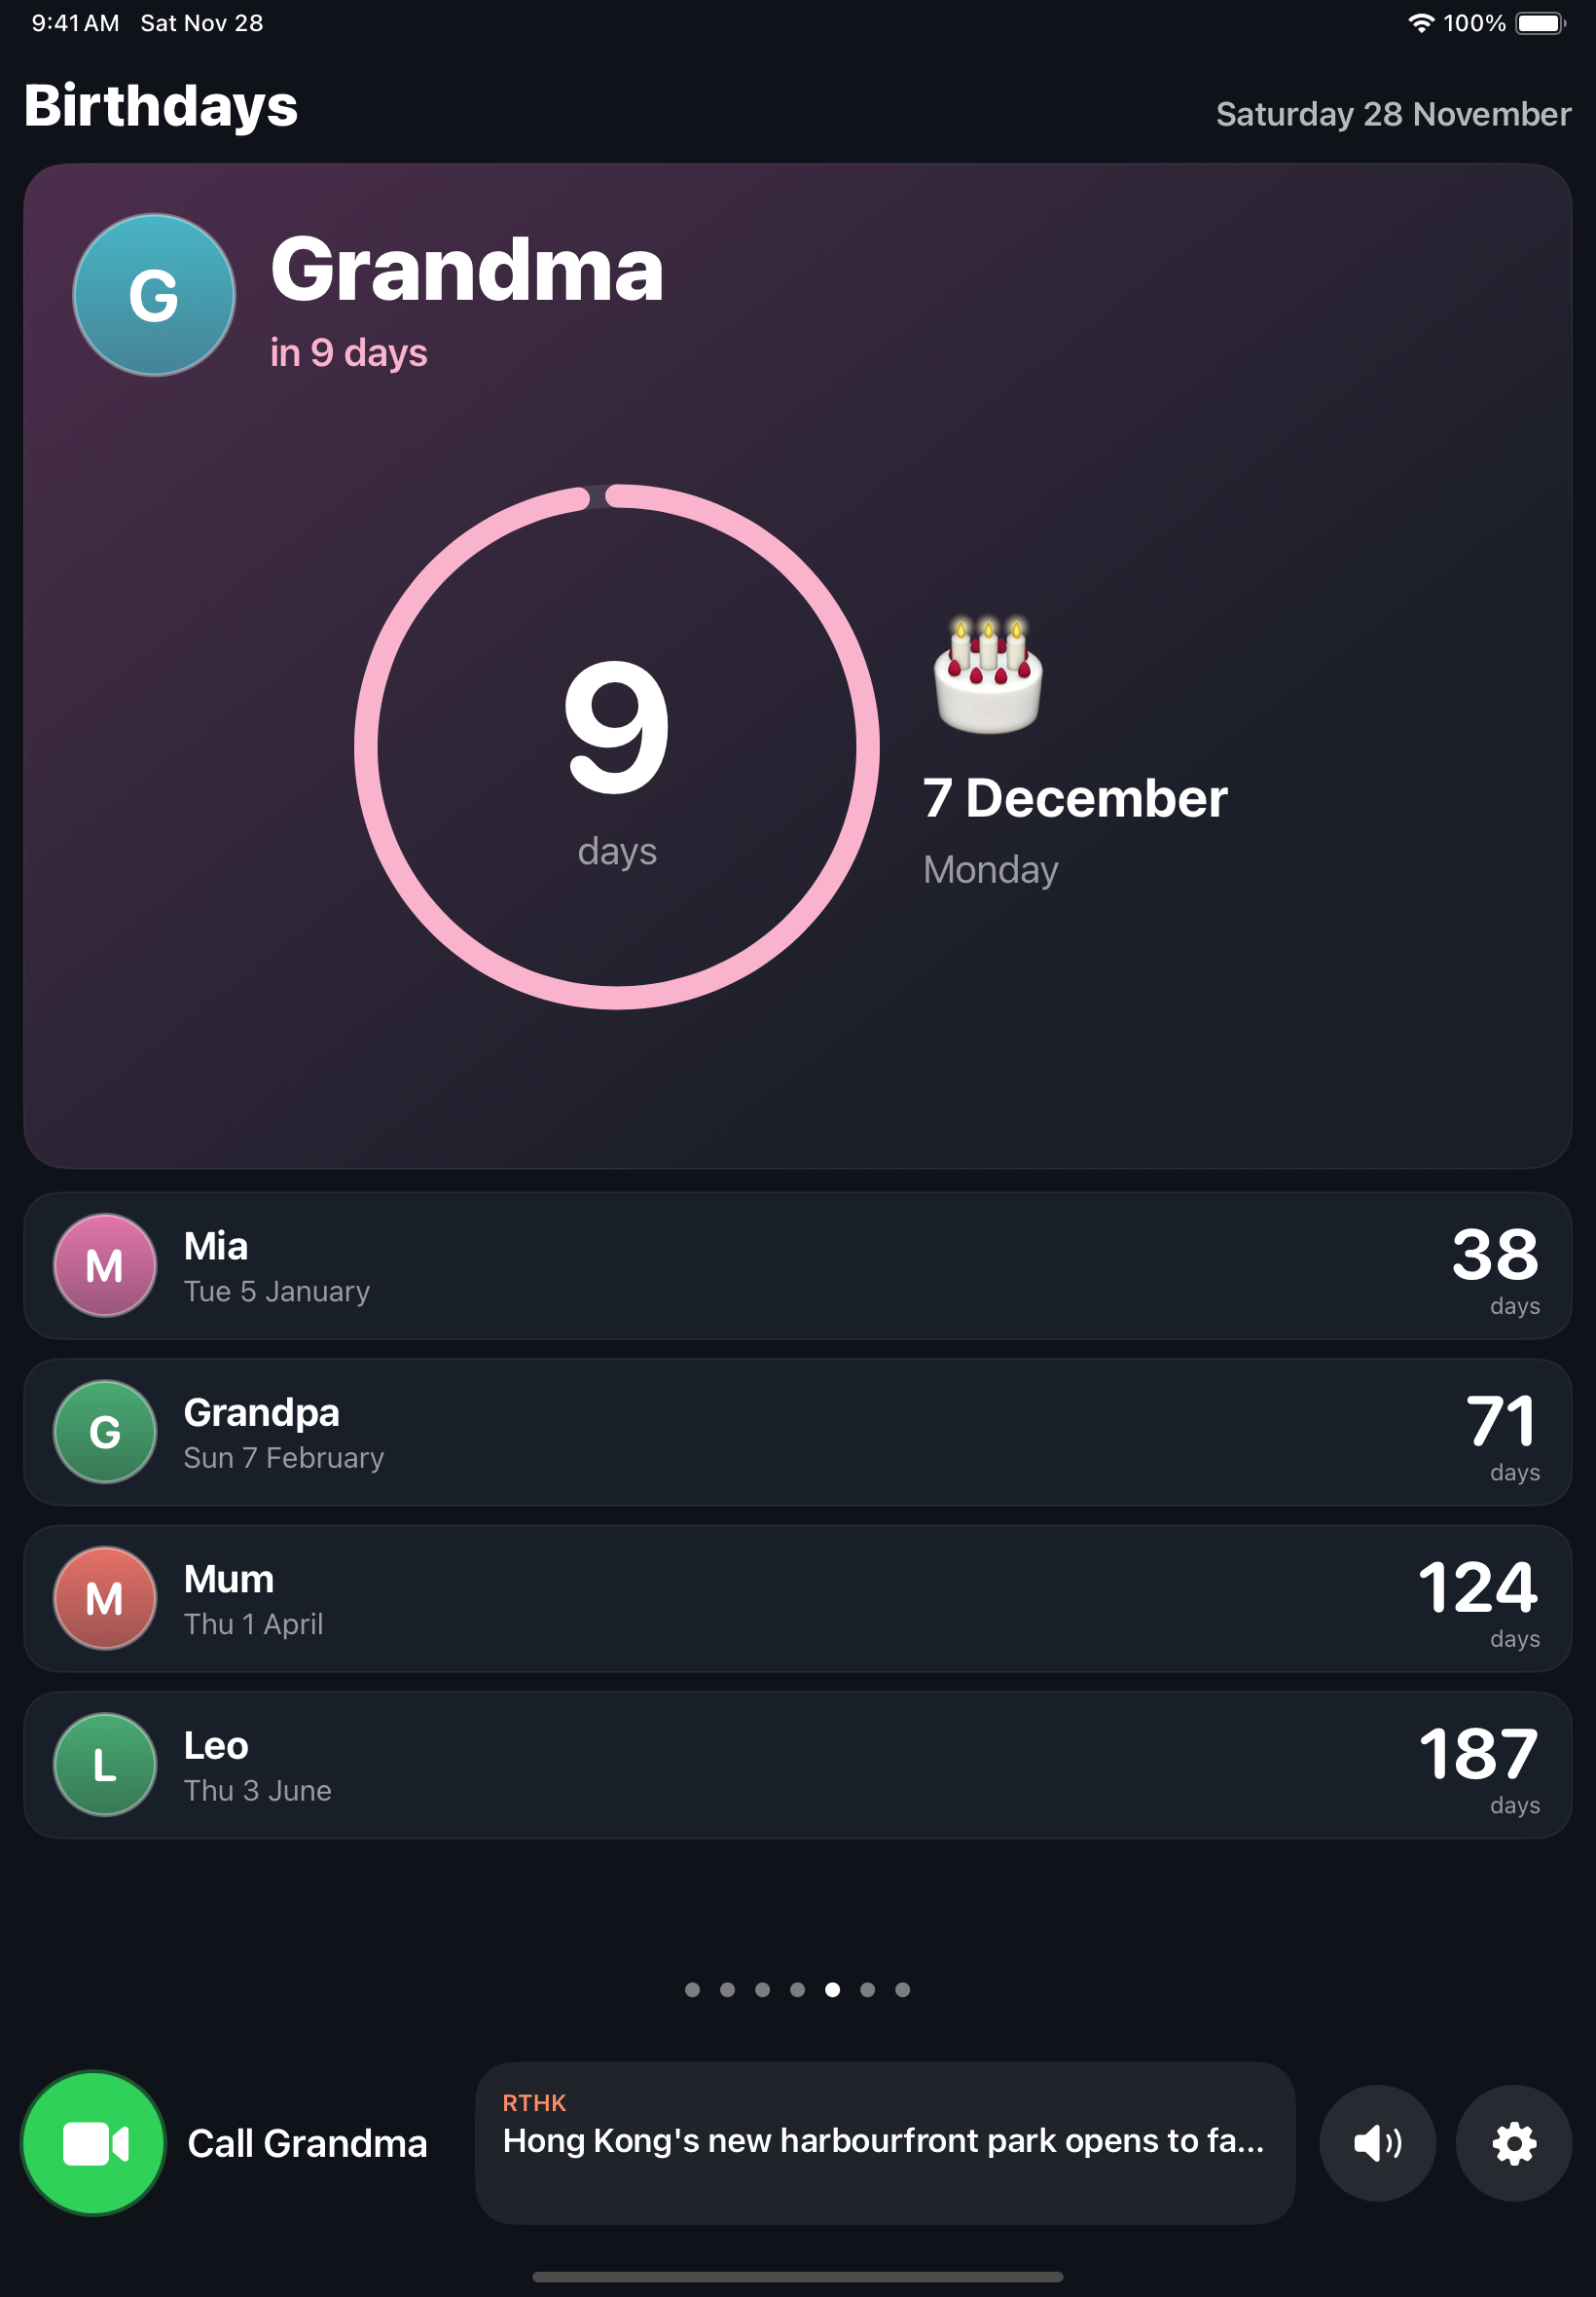 9:41 AM Sat Nov 28
100%
Birthdays
Saturday 28 November
G
Grandma
in 9 days
9
days
7 December
Monday
M
Mia
Tue 5 January
38
days
G
Grandpa
Sun 7 February
71
days
M
Mum
Thu 1 April
124
days
L
Leo
Thu 3 June
187
days
Call Grandma
RTHK
Hong Kong's new harbourfront park opens to fa...